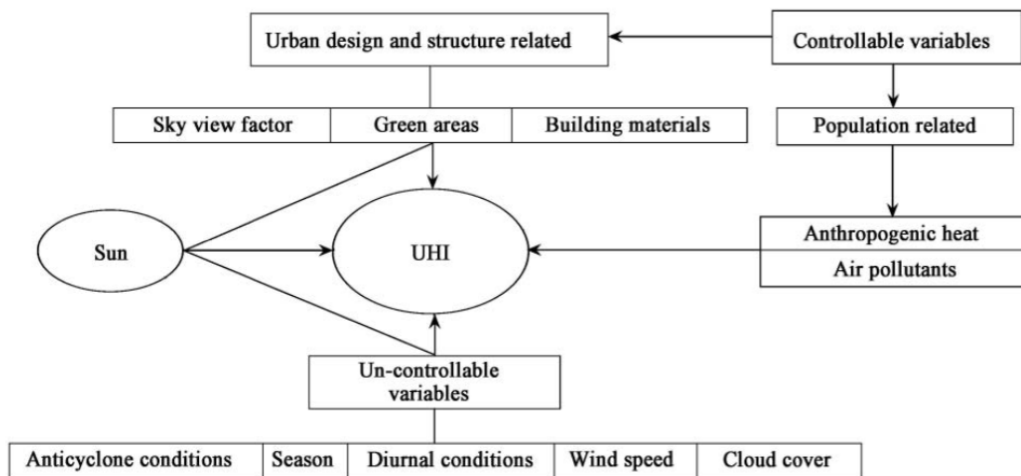 Urban design and structure related
Controllable variables
Sky view factor
Green areas
Building materials
Population related
Sun
UHI
Anthropogenic heat
Air pollutants
Un-controllable
variables
Anticyclone conditions
Season
Diurnal conditions
Wind speed
Cloud cover